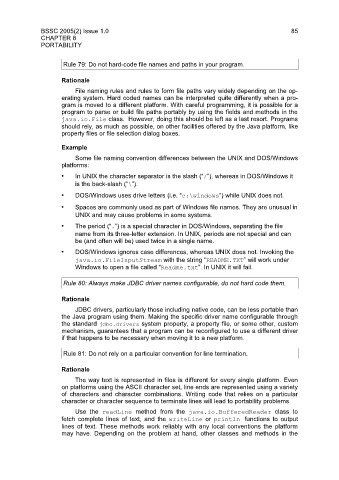 BSSC 2005(2) Issue 1.0 85
CHAPTER 8
PORTABILITY
Rule 79: Do not hard-code file names and paths in your program.
Rationale
File naming rules and rules to form file paths vary widely depending on the op-
erating system. Hard coded names can be interpreted quite differently when a pro-
gram is moved to a different platform. With careful programming, it is possible for a
program to parse or build file paths portably by using the fields and methods in the
java.io.File class. However, doing this should be left as a last resort. Programs
should rely, as much as possible, on other facilities offered by the Java platform, like
property files or file selection dialog boxes.
Example
Some file naming convention differences between the UNIX and DOS/Windows
platforms:
• In UNIX the character separator is the slash ("/"), whereas in DOS/Windows it
is the back-slash ("\").
• DOS/Windows uses drive letters (i.e. "c:\windows") while UNIX does not.
• Spaces are commonly used as part of Windows file names. They are unusual in
UNIX and may cause problems in some systems.
• The period (".") is a special character in DOS/Windows, separating the file
name from its three-letter extension. In UNIX, periods are not special and can
be (and often will be) used twice in a single name.
• DOS/Windows ignores case differences, whereas UNIX does not. Invoking the
java.io.FileInputStream with the string "README.TXT" will work under
Windows to open a file called "Readme.txt". In UNIX it will fail.
Rule 80: Always make JDBC driver names configurable, do not hard code them.
Rationale
JDBC drivers, particularly those including native code, can be less portable than
the Java program using them. Making the specific driver name configurable through
the standard jdbc.drivers system property, a property file, or some other, custom
mechanism, guarantees that a program can be reconfigured to use a different driver
if that happens to be necessary when moving it to a new platform.
Rule 81: Do not rely on a particular convention for line termination.
Rationale
The way text is represented in files is different for every single platform. Even
on platforms using the ASCII character set, line ends are represented using a variety
of characters and character combinations. Writing code that relies on a particular
character or character sequence to terminate lines will lead to portability problems
Use the readLine method from the java.io.BufferedReader class to
fetch complete lines of text, and the writeLine or println functions to output
lines of text. These methods work reliably with any local conventions the platform
may have. Depending on the problem at hand, other classes and methods in the